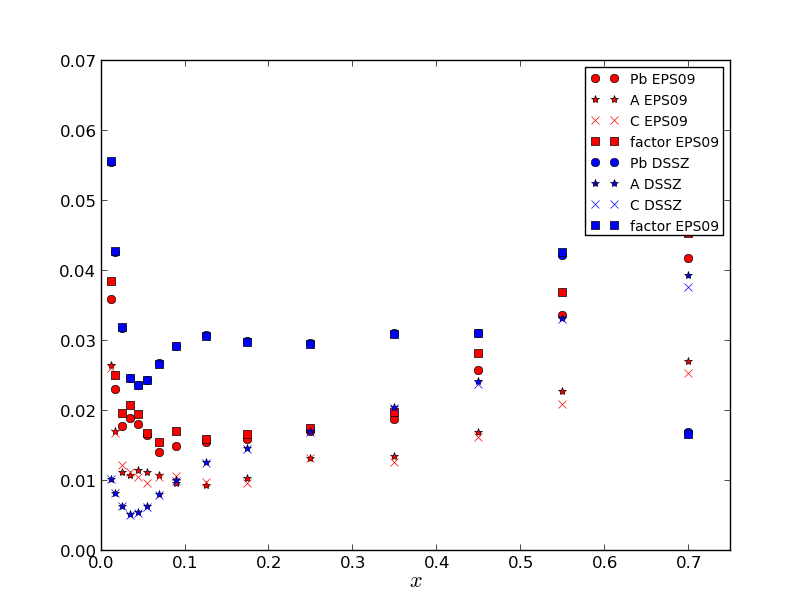 0.07
0.06
0.05
0.04
0.03
0.02
0.01
0.00
0.0 0.1 0.2 0.3 0.4 0.5 0.6 0.7
x
Pb EPS09
A EPS09
C EPS09
factor EPS09
Pb DSSZ
A DSSZ
C DSSZ
factor EPS09